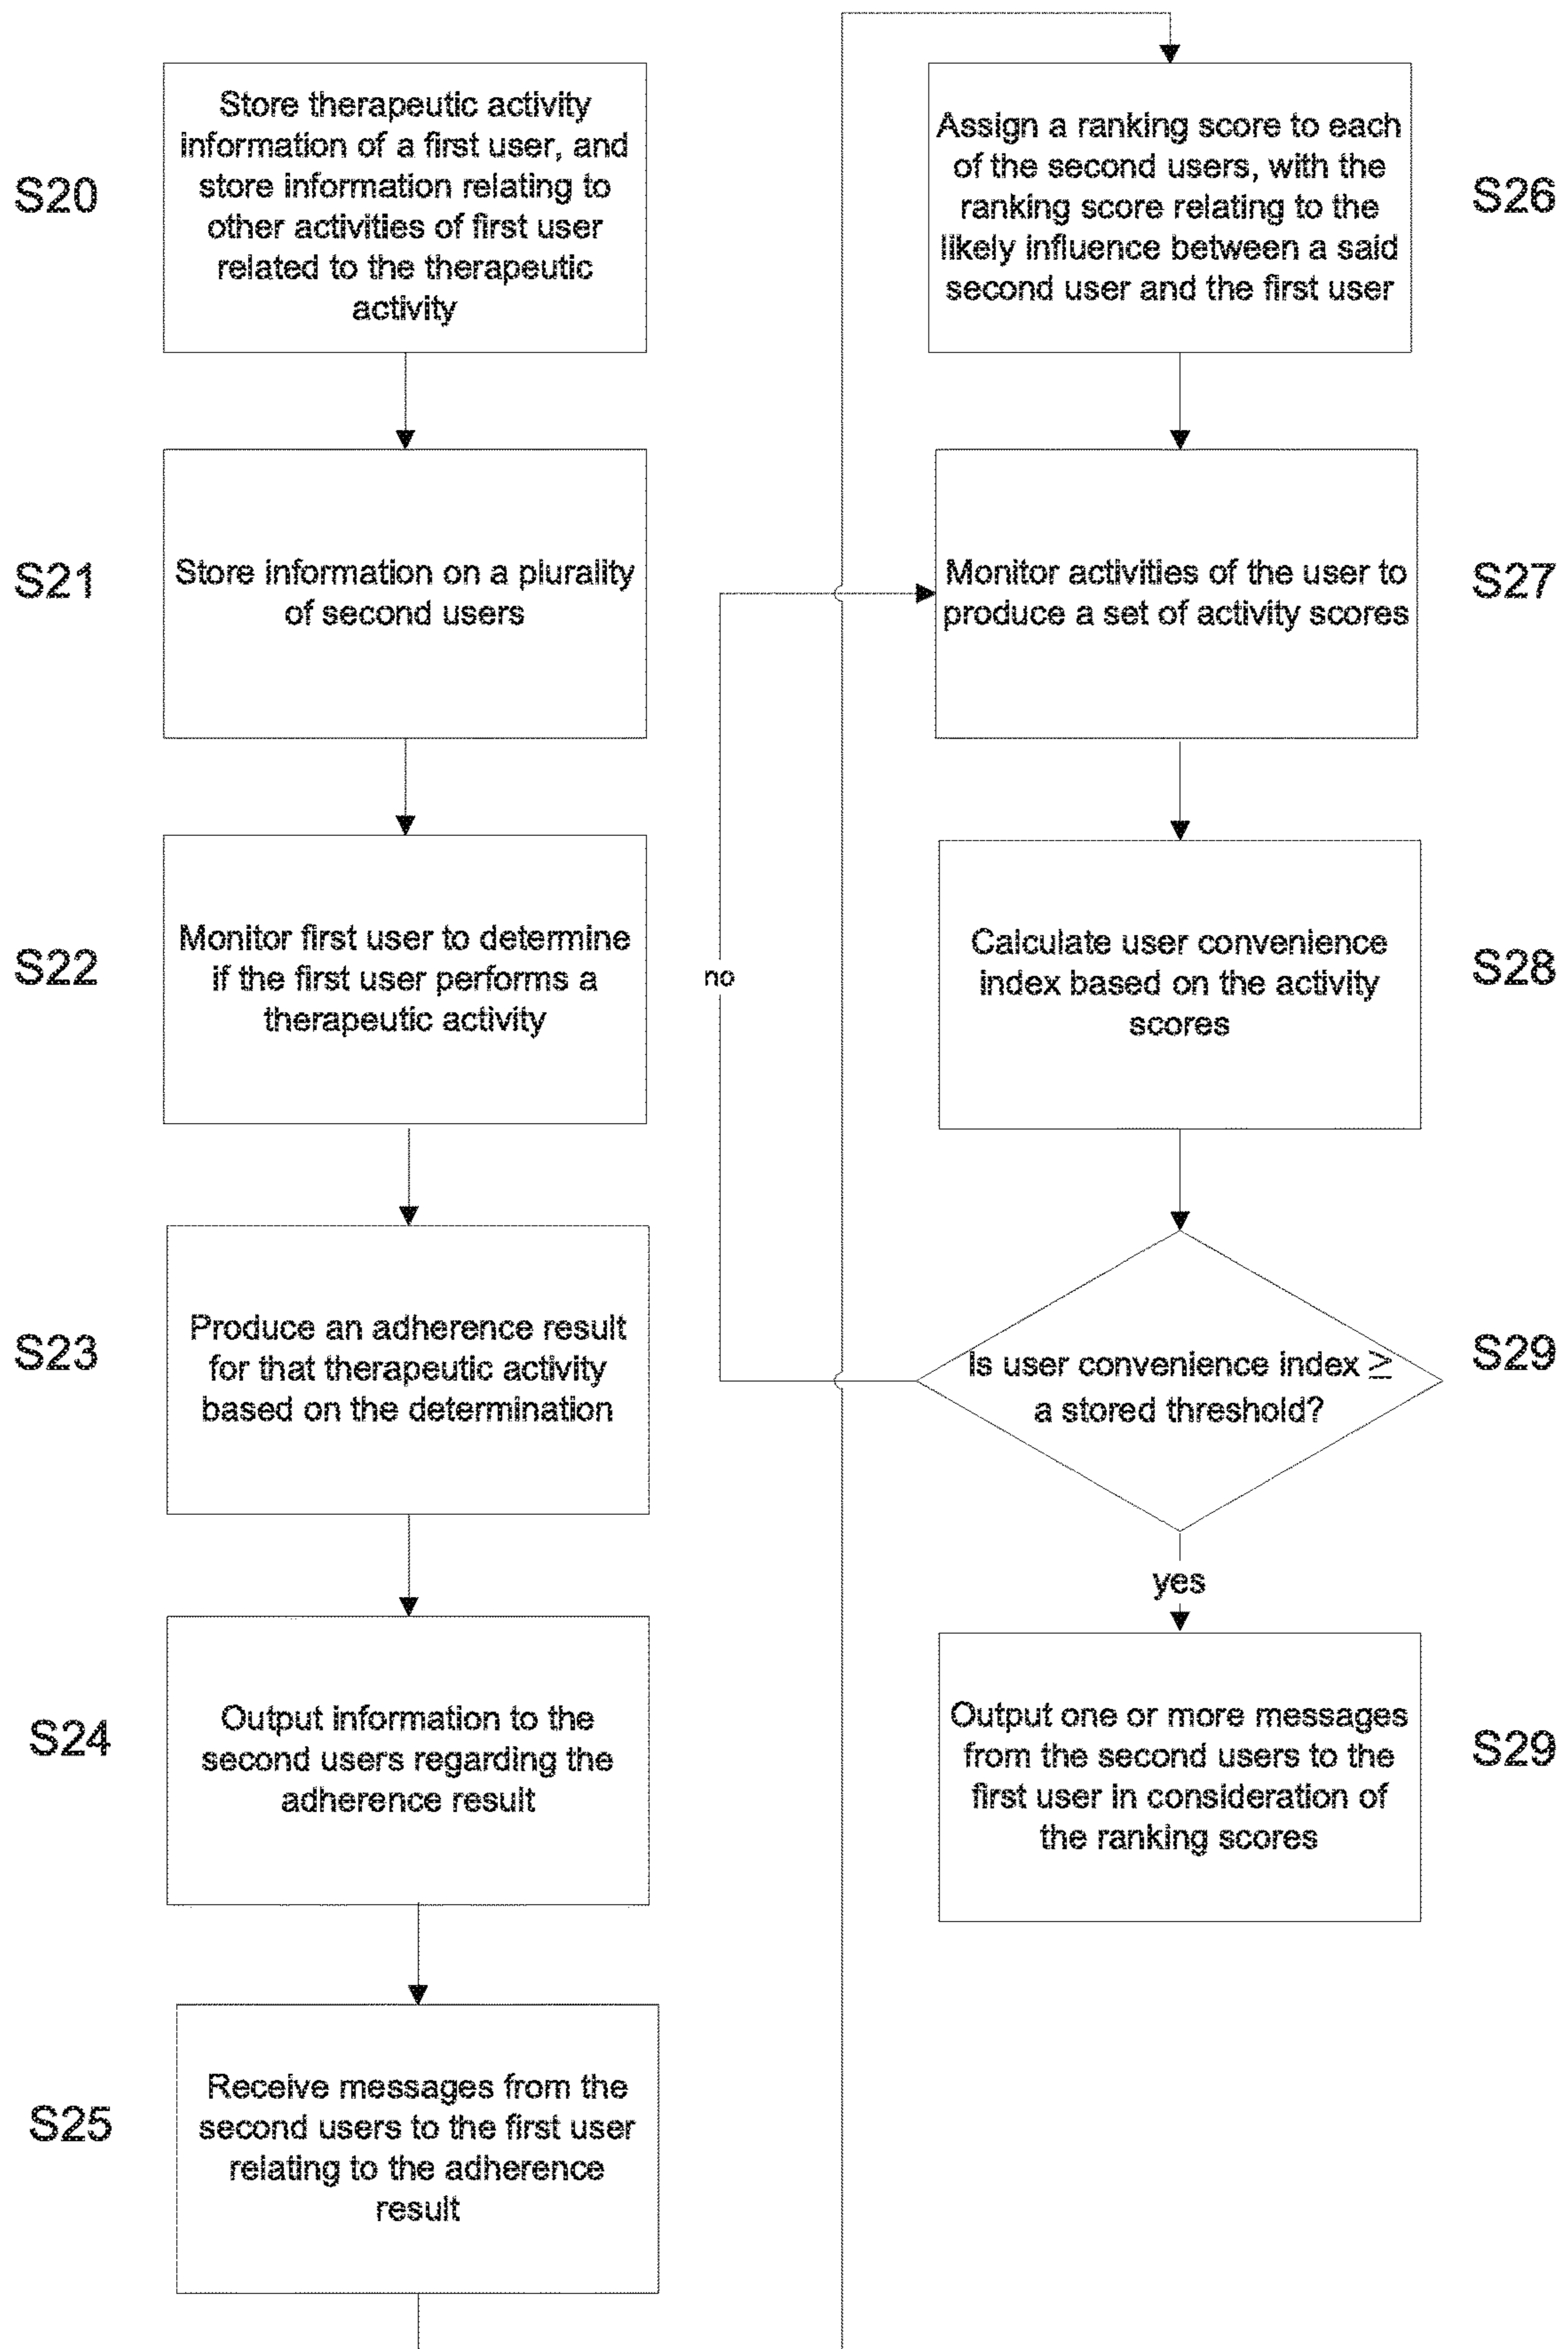 S20
Store therapeutic activity
information of a first user, and
store information relating to
other activities of first user
related to the therapeutic
activity
S21
Store information on a plurality
of second users
S22
Monitor first user to determine
if the first user performs a
therapeutic activity
S23
Produce an adherence result
for that therapeutic activity
based on the determination
S24
Output information to the
second users regarding the
adherence result
S25
Receive messages from the
second users to the first user
relating to the adherence
result
Assign a ranking score to each
of the second users, with the
ranking score relating to the
likely influence between a said
second user and the first user
S26
Monitor activities of the user to
produce a set of activity scores
S27
Calculate user convenience
index based on the activity
scores
S28
no
Is user convenience index ≥
a stored threshold?
S29
yes
Output one or more messages
from the second users to the
first user in consideration of
the ranking scores
S29